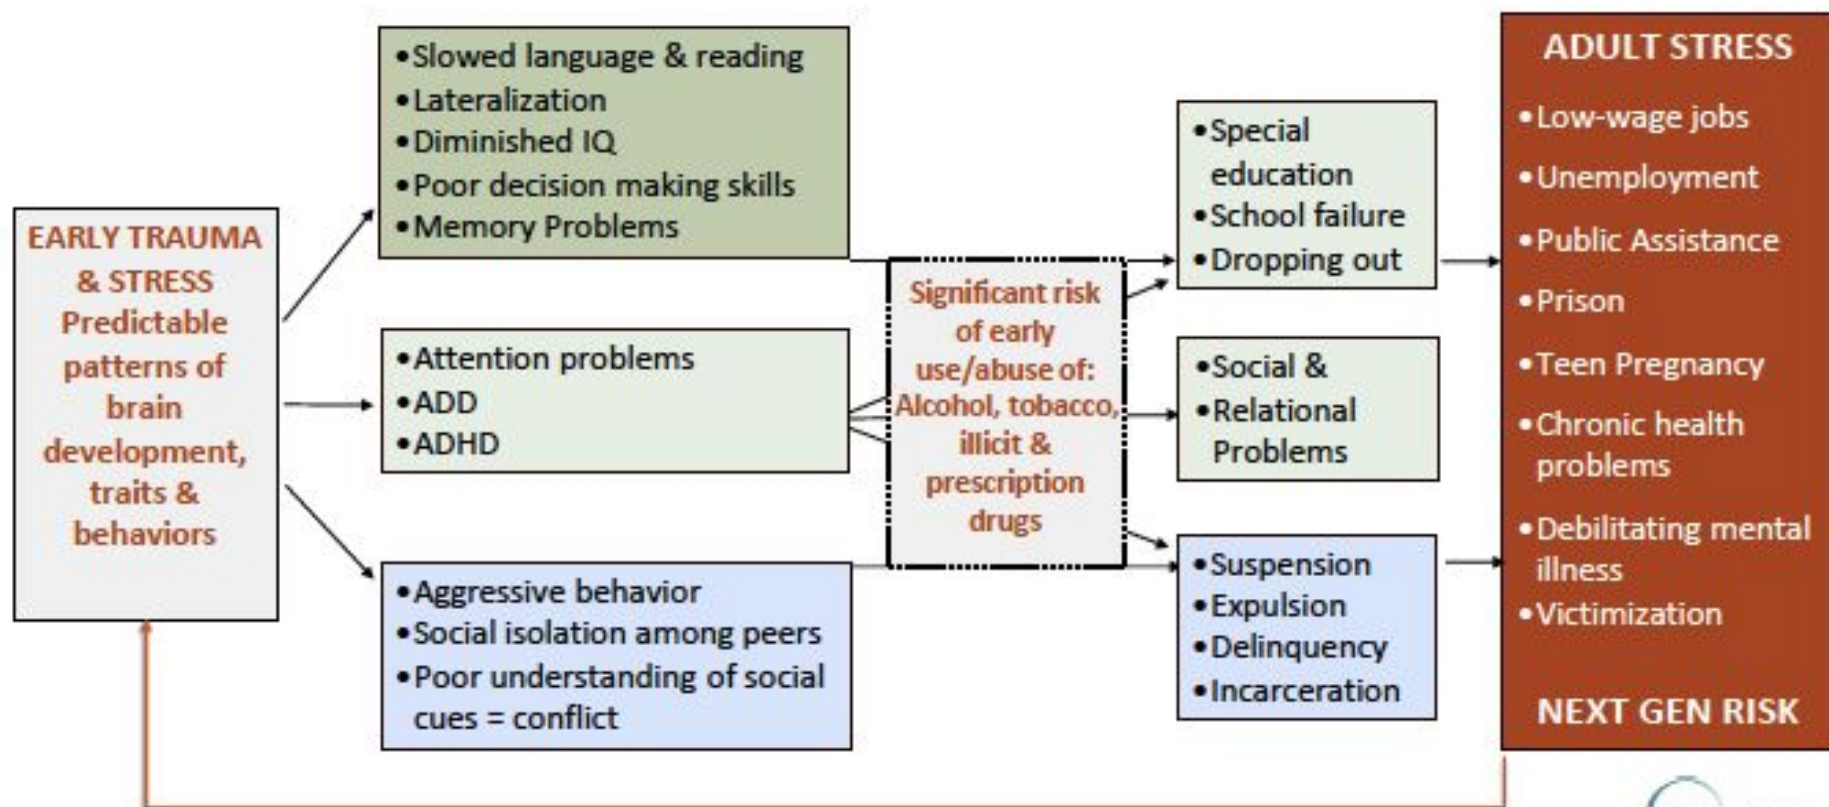 EARLY TRAUMA
& STRESS
Predictable
patterns of
brain
development,
traits &
behaviors
•Slowed language & reading
•Lateralization
•Diminished IQ
•Poor decision making skills
•Memory Problems
•Attention problems
•ADD
•ADHD
•Aggressive behavior
•Social isolation among peers
•Poor understanding of social
cues = conflict
Significant risk
of early
use/abuse of:
Alcohol, tobacco,
illicit &
prescription
drugs
•Special
education
•School failure
•Dropping out
•Social &
•Relational
Problems
•Suspension
•Expulsion
•Delinquency
•Incarceration
ADULT STRESS
•Low-wage jobs
•Unemployment
•Public Assistance
•Prison
•Teen Pregnancy
•Chronic health
problems
•Debilitating mental
illness
•Victimization
NEXT GEN RISK